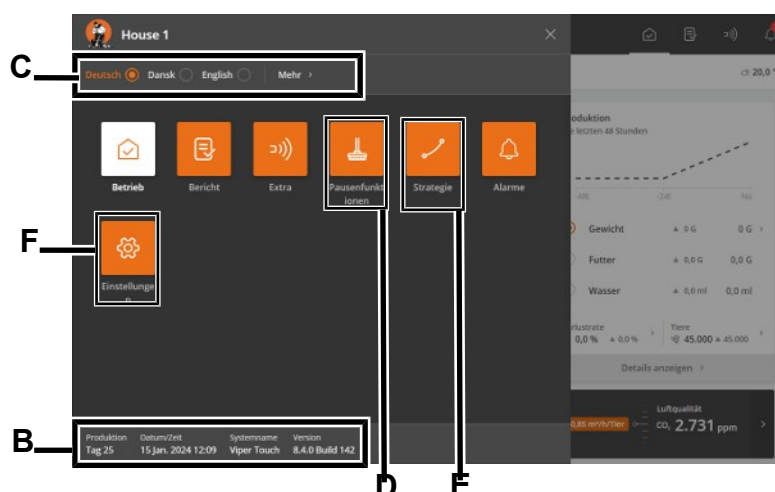 House 1
C
Deutsch Dansk English Mehr
20,0
Betrieb
Bericht
Extra
Pausenfunkt
ionen
Strategie
Alarme
F
Einstellunge
n
B
Produktion Datum/Zeit Systemname Version
Tag 25 15 Jan. 2024 12:09 Viper Touch 8.4.0 Build 142
D
E
oduktion
letzten 48 Stunden
-48h -24h Nu
Gewicht 0 G 0 G
Futter 0,0 G 0,0 G
Wasser 0,0 ml 0,0 ml
Tiere
0,0 % 0,0 % 45.000 45.000
Details anzeigen
Luftqualität
0,85 m³/h/Tier CO₂ 2.731 ppm